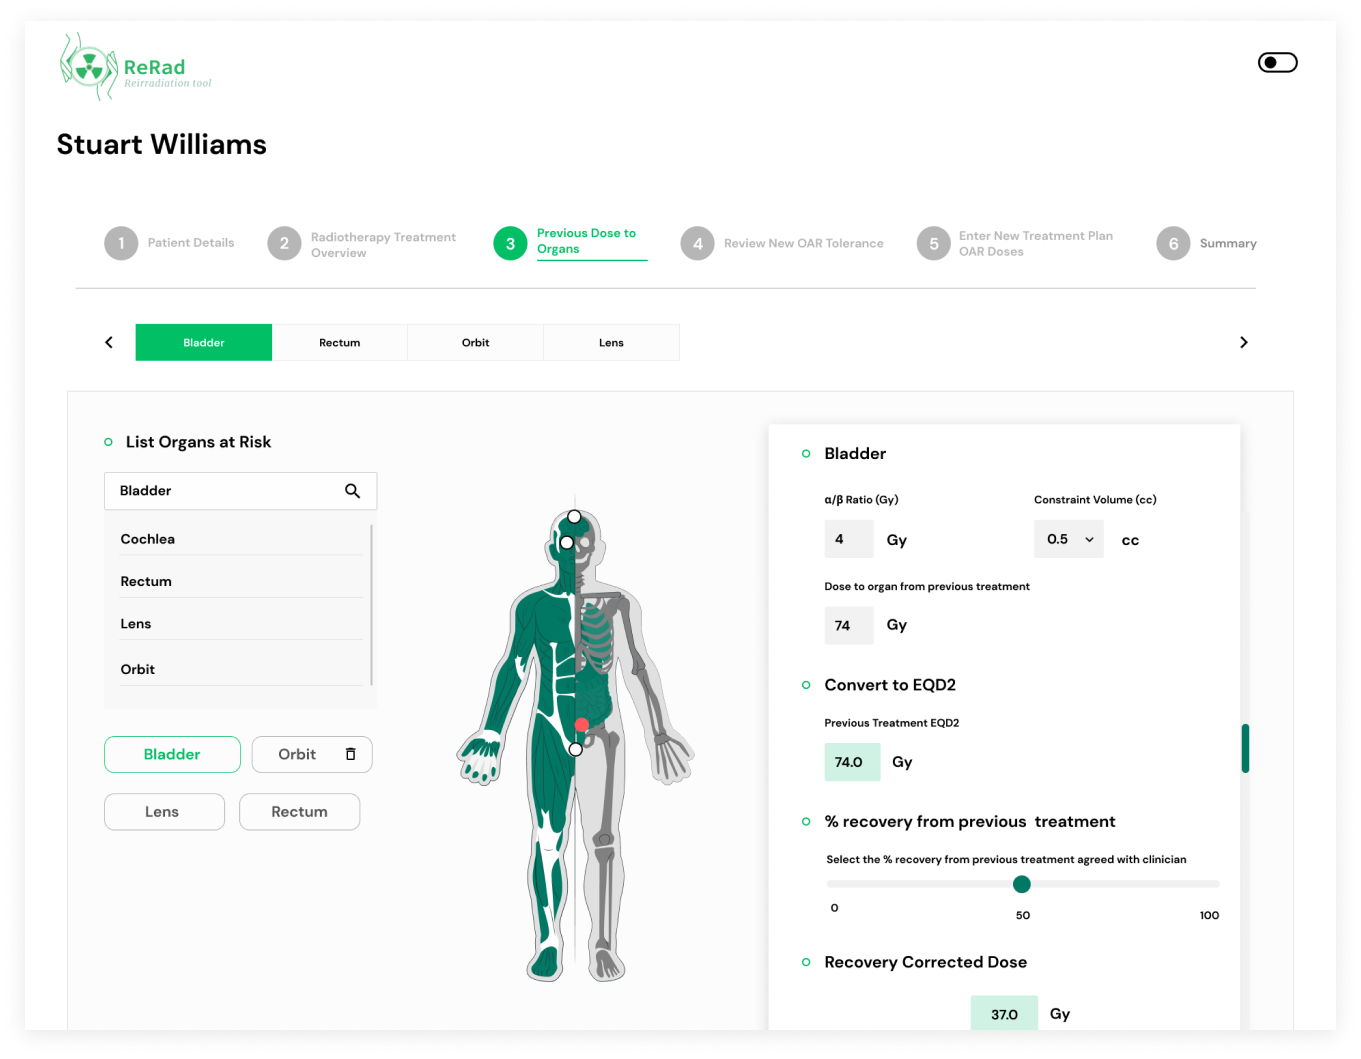 ReRad
Reirradiation tool
Stuart Williams
1
Patient Details
2
Radiotherapy Treatment
Overview
3
Previous Dose to
Organs
4
Review New OAR Tolerance
5
Enter New Treatment Plan
OAR Doses
6
Summary
Bladder
Rectum
Orbit
Lens
List Organs at Risk
Bladder
Cochlea
Rectum
Lens
Orbit
Bladder
Orbit
Lens
Rectum
Bladder
α/β Ratio (Gy)
Constraint Volume (cc)
4 Gy
0.5 cc
Dose to organ from previous treatment
74 Gy
Convert to EQD2
Previous Treatment EQD2
74.0 Gy
% recovery from previous treatment
Select the % recovery from previous treatment agreed with clinician
0
50
100
Recovery Corrected Dose
37.0 Gy